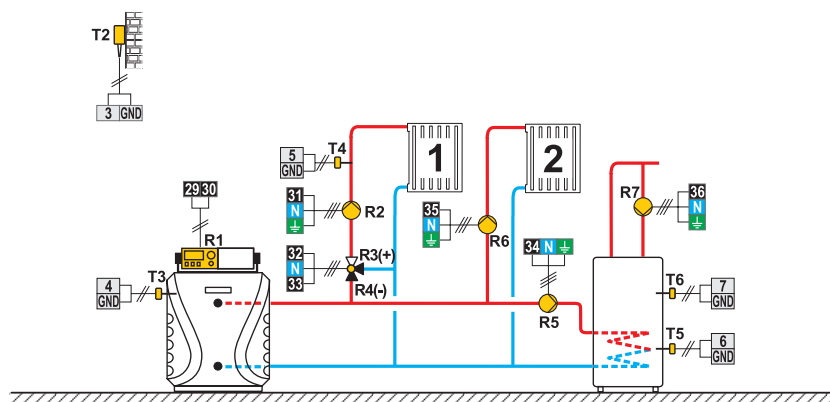 T2
3 GND
5
GND
T4
1
2
29 30
31
N
R2
35
N
R6
R7
36
N
R1
32
N
33
R3(+)
R4(-)
34 N
4
GND
T3
R5
T6
7
GND
T5
6
GND